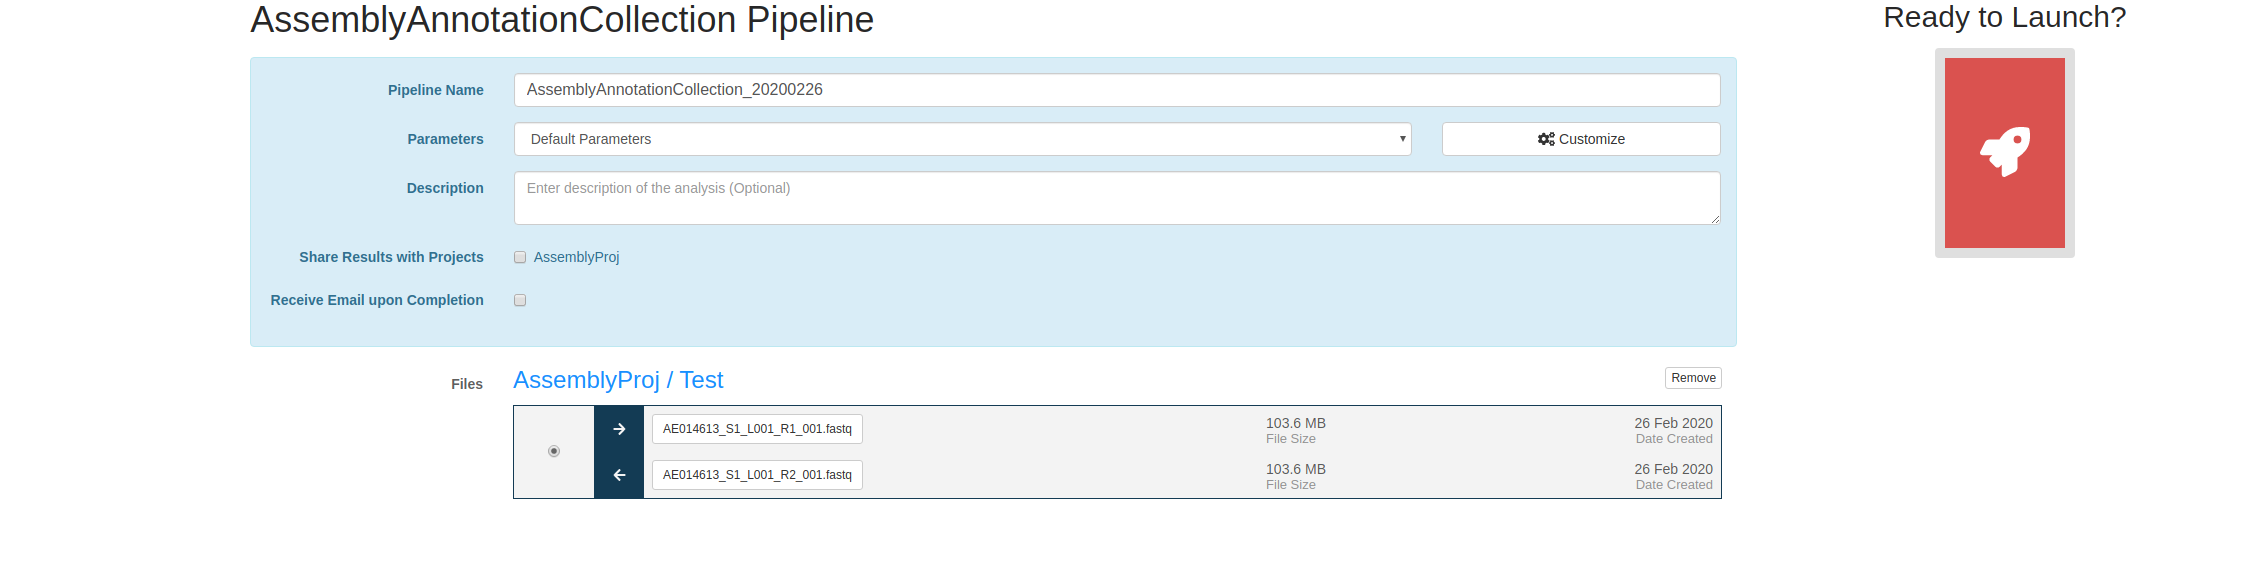 AssemblyAnnotationCollection Pipeline
Ready to Launch?
Pipeline Name
AssemblyAnnotationCollection_20200226
Parameters
Default Parameters
Customize
Description
Enter description of the analysis (Optional)
Share Results with Projects
AssemblyProj
Receive Email upon Completion
Files
AssemblyProj / Test
Remove
AE014613_S1_L001_R1_001.fastq
103.6 MB
File Size
26 Feb 2020
Date Created
AE014613_S1_L001_R2_001.fastq
103.6 MB
File Size
26 Feb 2020
Date Created